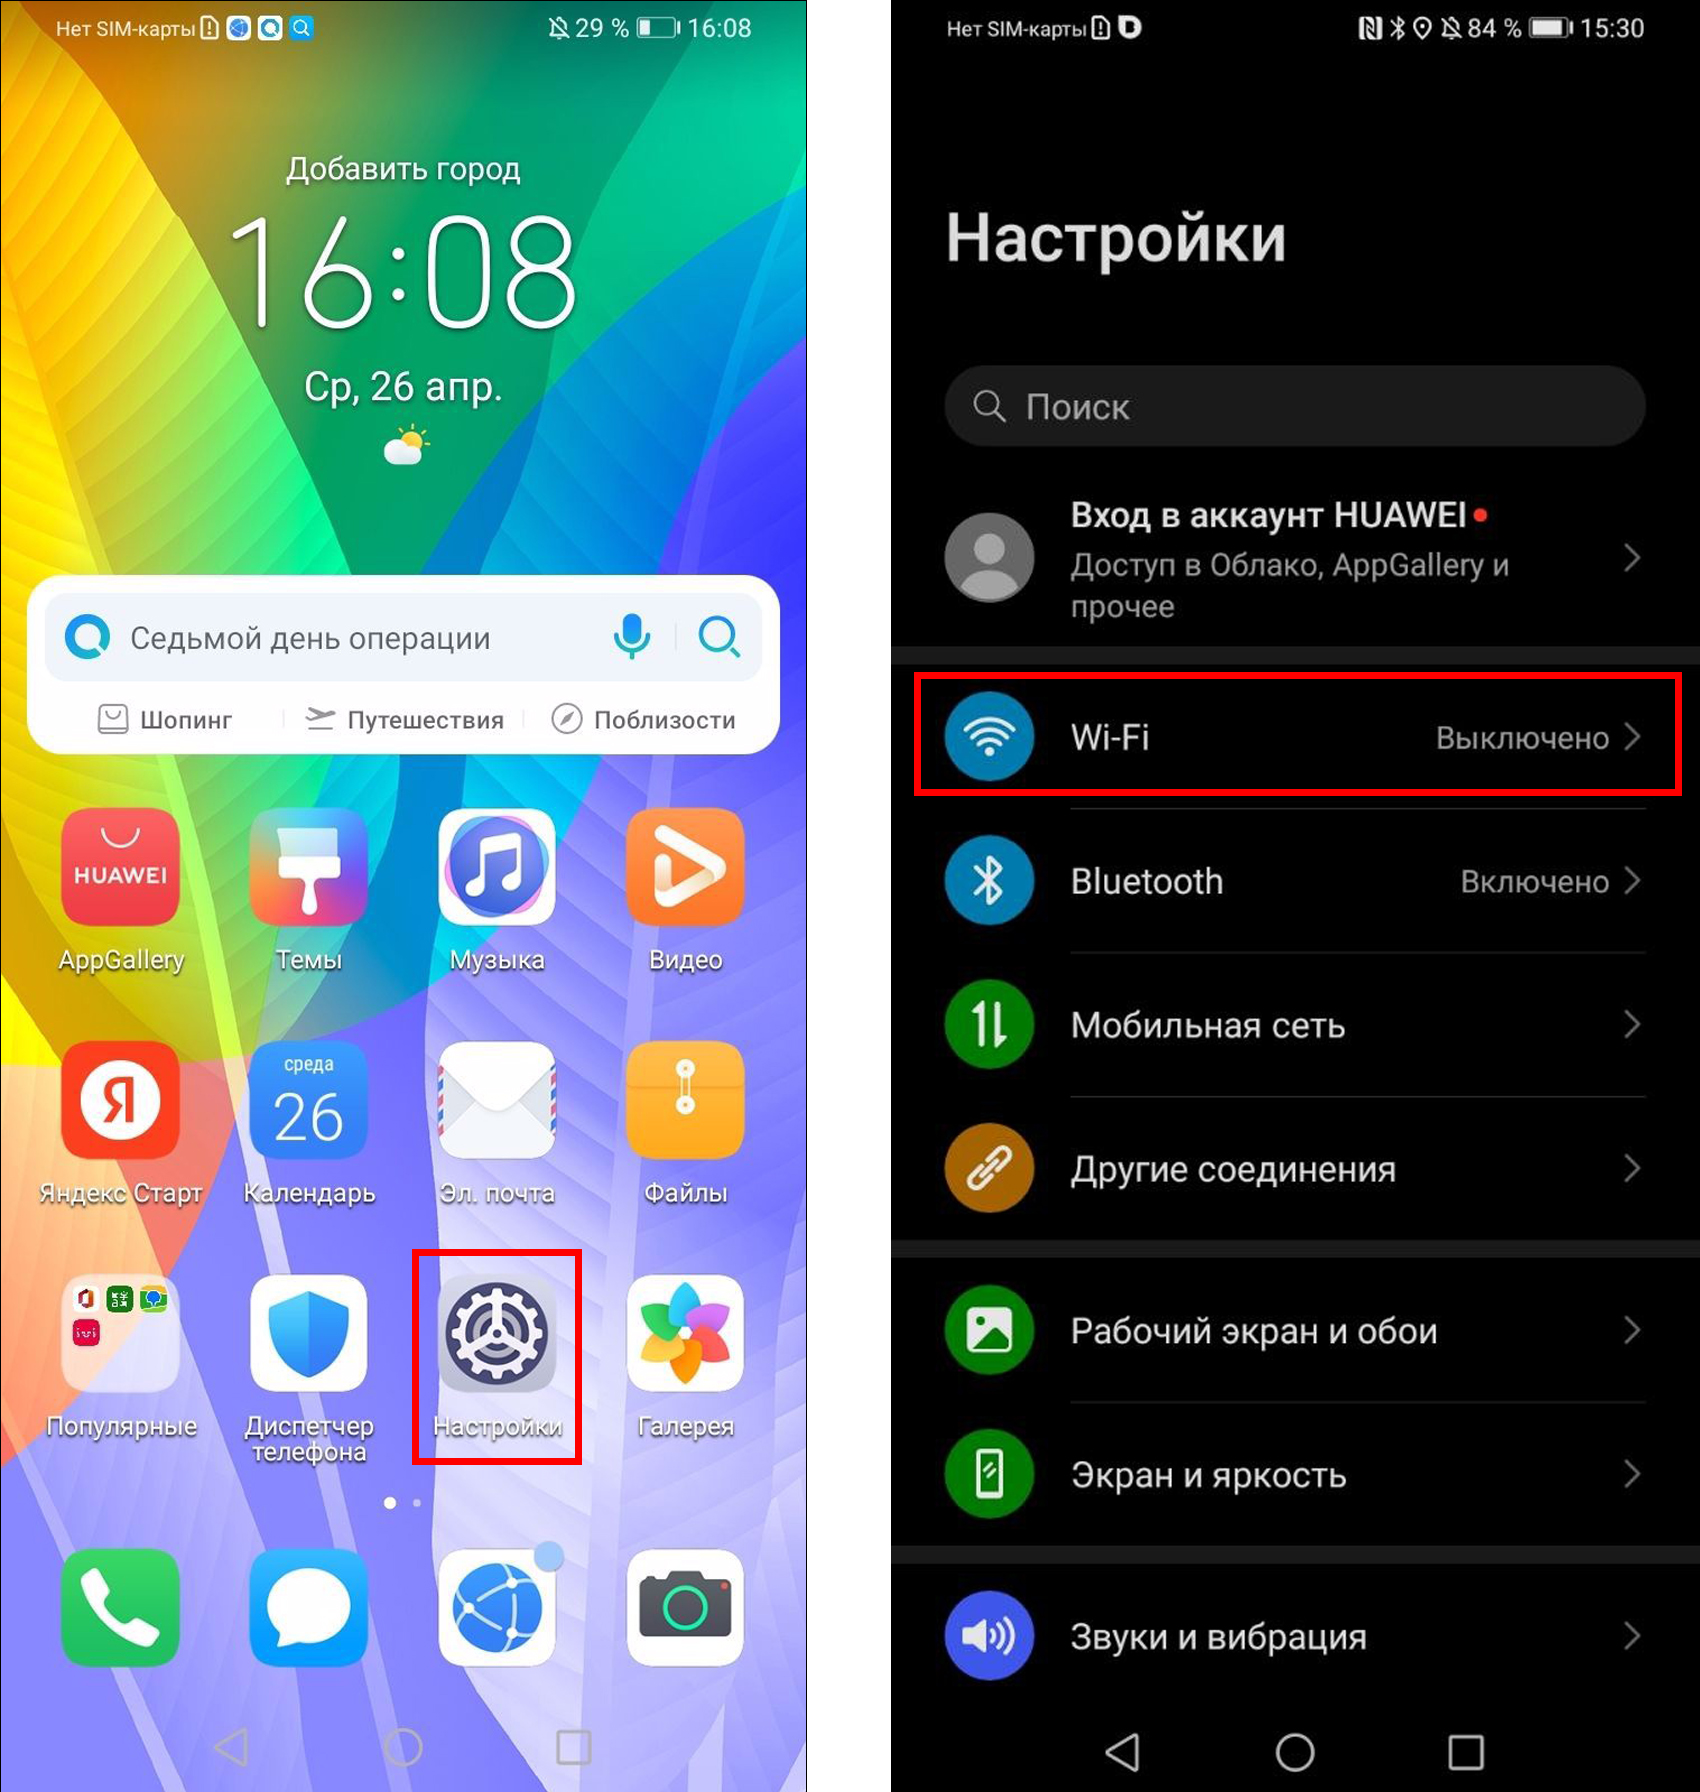 Нет SIM-карты
29 %
16:08
Добавить город
16:08
Ср, 26 апр.
Седьмой день операции
Шопинг
Путешествия
Поблизости
HUAWEI
AppGallery
Темы
Музыка
Видео
Я
среда
26
Яндекс Старт
Календарь
Эл. почта
Файлы
ivi
Популярные
Диспетчер
телефона
Настройки
Галерея
Нет SIM-карты
84 %
15:30
Настройки
Поиск
Вход в аккаунт HUAWEI
Доступ в Облако, AppGallery и
прочее
Wi-Fi
Выключено
Bluetooth
Включено
Мобильная сеть
Другие соединения
Рабочий экран и обои
Экран и яркость
Звуки и вибрация